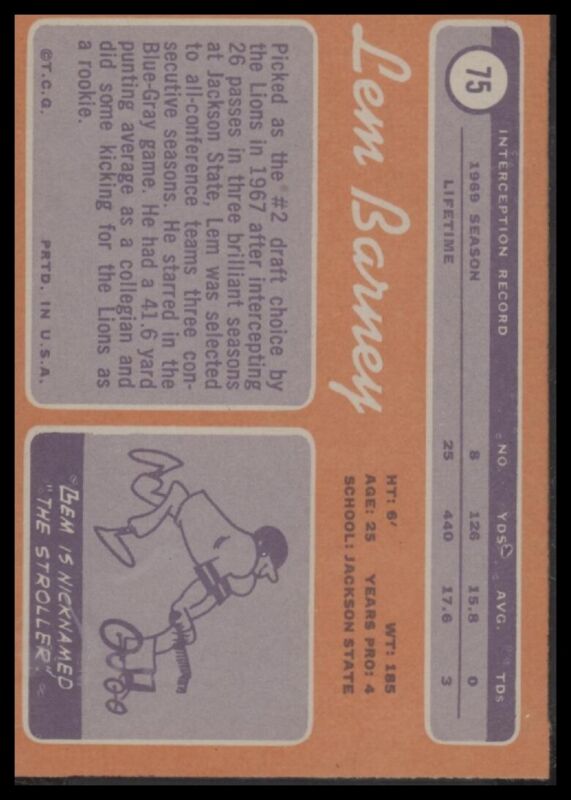 75
INTERCEPTION RECORD NO. YDS. AVG. TDs
1969 SEASON 8 126 15.8 0
LIFETIME 25 440 17.6 3
Lem Barney
HT: 6' WT: 185
AGE: 25 YEARS PRO: 4
SCHOOL: JACKSON STATE
Picked as the #2 draft choice by
the Lions in 1967 after intercepting
26 passes in three brilliant seasons
at Jackson State, Lem was selected
to all-conference teams three con-
secutive seasons. He starred in the
Blue-Gray game. He had a 41.6 yard
punting average as a collegian and
did some kicking for the Lions as
a rookie.
©T.C.G. PRTD. IN U.S.A.
LEM IS NICKNAMED
"THE STROLLER"